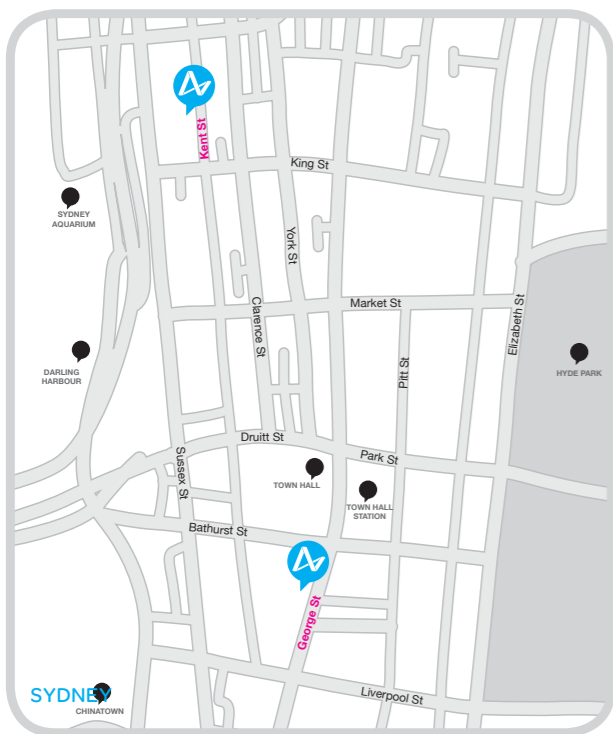 Kent St
King St
SYDNEY
AQUARIUM
York St
Market St
Clarence St
Elizabeth St
Pitt St
DARLING
HARBOUR
HYDE PARK
Druitt St
Park St
Sussex St
TOWN HALL
TOWN HALL
STATION
Bathurst St
George St
Liverpool St
SYDNEY
CHINATOWN